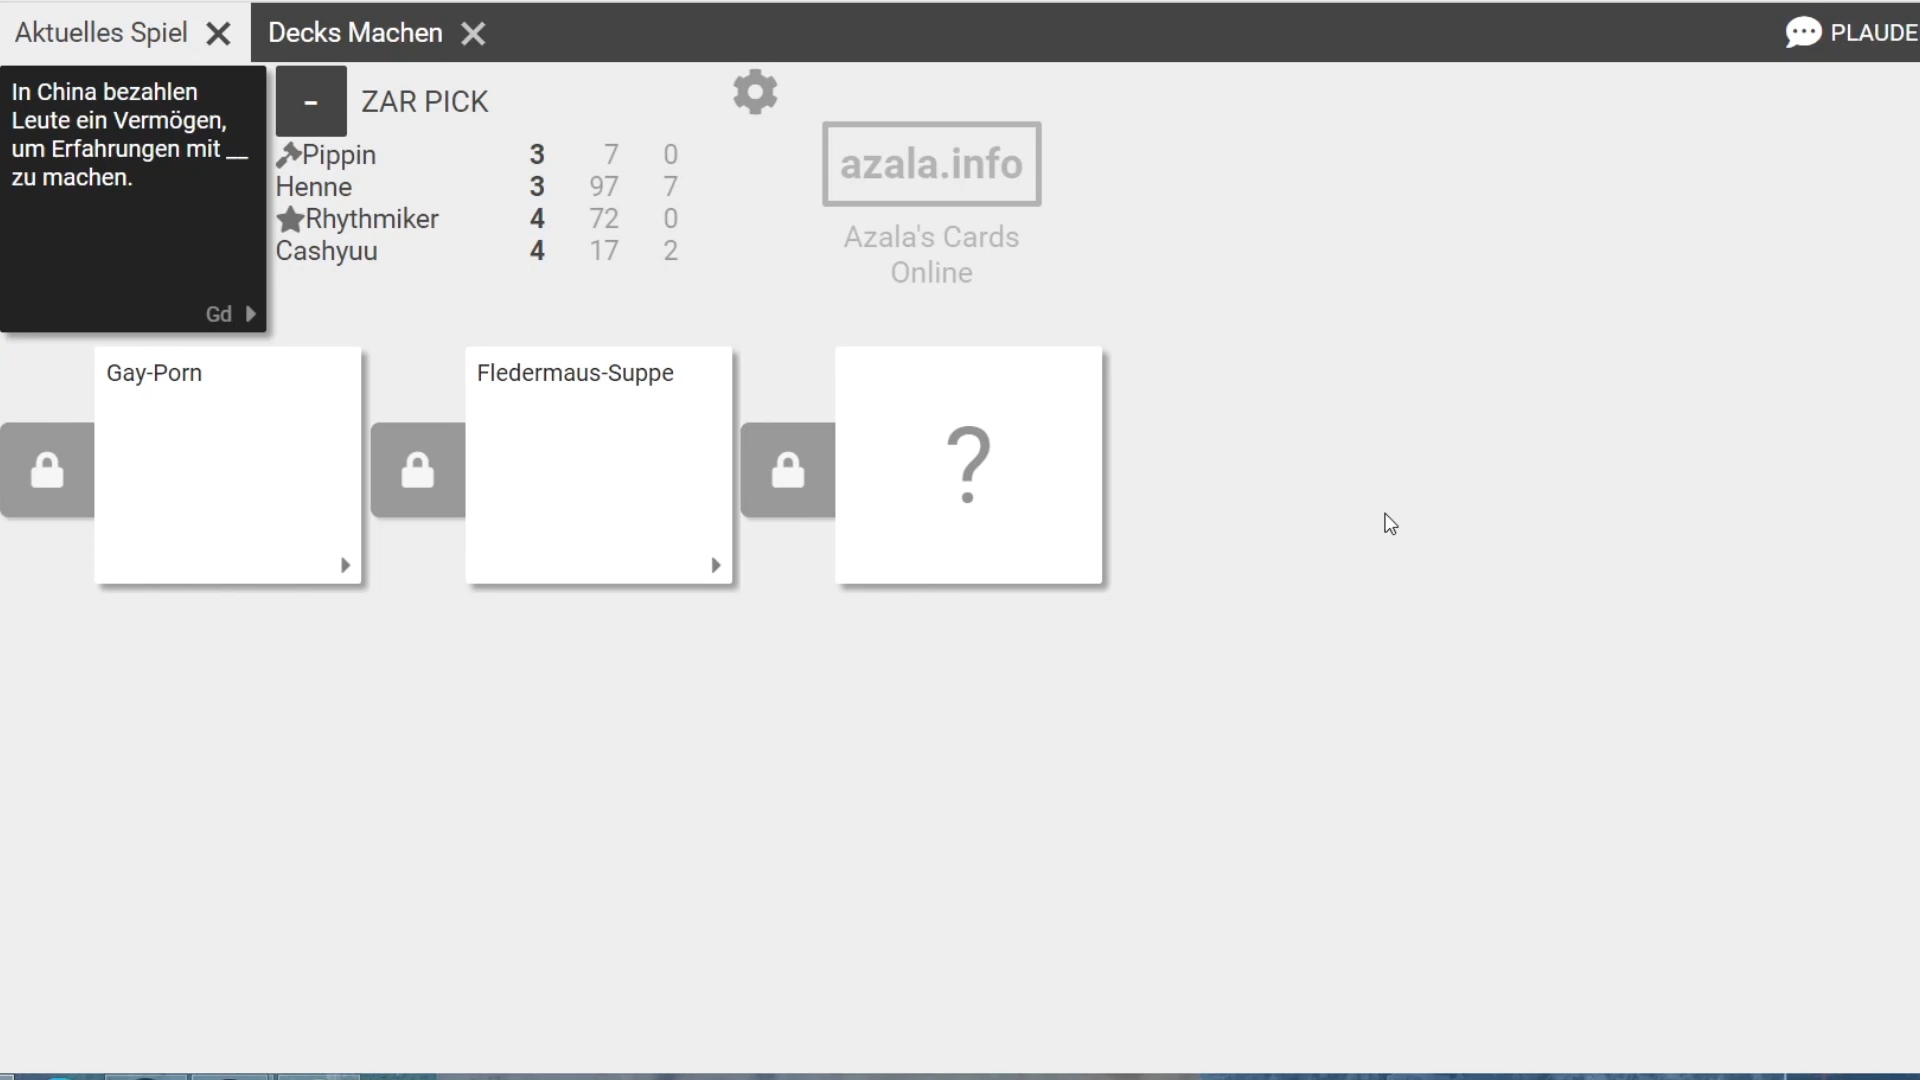 Aktuelles Spiel
Decks Machen
PLAUDE
In China bezahlen
Leute ein Vermögen,
um Erfahrungen mit __
zu machen.
Gd
-
ZAR PICK
Pippin 3 7 0
Henne 3 97 7
Rhythmiker 4 72 0
Cashyuu 4 17 2
azala.info
Azala's Cards
Online
Gay-Porn
Fledermaus-Suppe
?